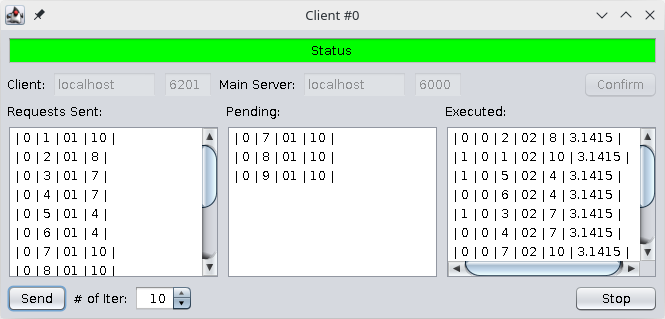 Client #0
Status
Client: localhost 6201 Main Server: localhost 6000 Confirm
Requests Sent: Pending: Executed:
| 0 | 1 | 01 | 10 |
| 0 | 2 | 01 | 8 |
| 0 | 3 | 01 | 7 |
| 0 | 4 | 01 | 7 |
| 0 | 5 | 01 | 4 |
| 0 | 6 | 01 | 4 |
| 0 | 7 | 01 | 10 |
| 0 | 8 | 01 | 10 |
| 0 | 7 | 01 | 10 |
| 0 | 8 | 01 | 10 |
| 0 | 9 | 01 | 10 |
| 0 | 0 | 2 | 02 | 8 | 3.1415 |
| 1 | 0 | 1 | 02 | 10 | 3.1415 |
| 1 | 0 | 5 | 02 | 4 | 3.1415 |
| 0 | 0 | 6 | 02 | 4 | 3.1415 |
| 1 | 0 | 3 | 02 | 7 | 3.1415 |
| 0 | 0 | 4 | 02 | 7 | 3.1415 |
| 0 | 0 | 7 | 02 | 10 | 3.1415 |
Send # of Iter: 10 Stop